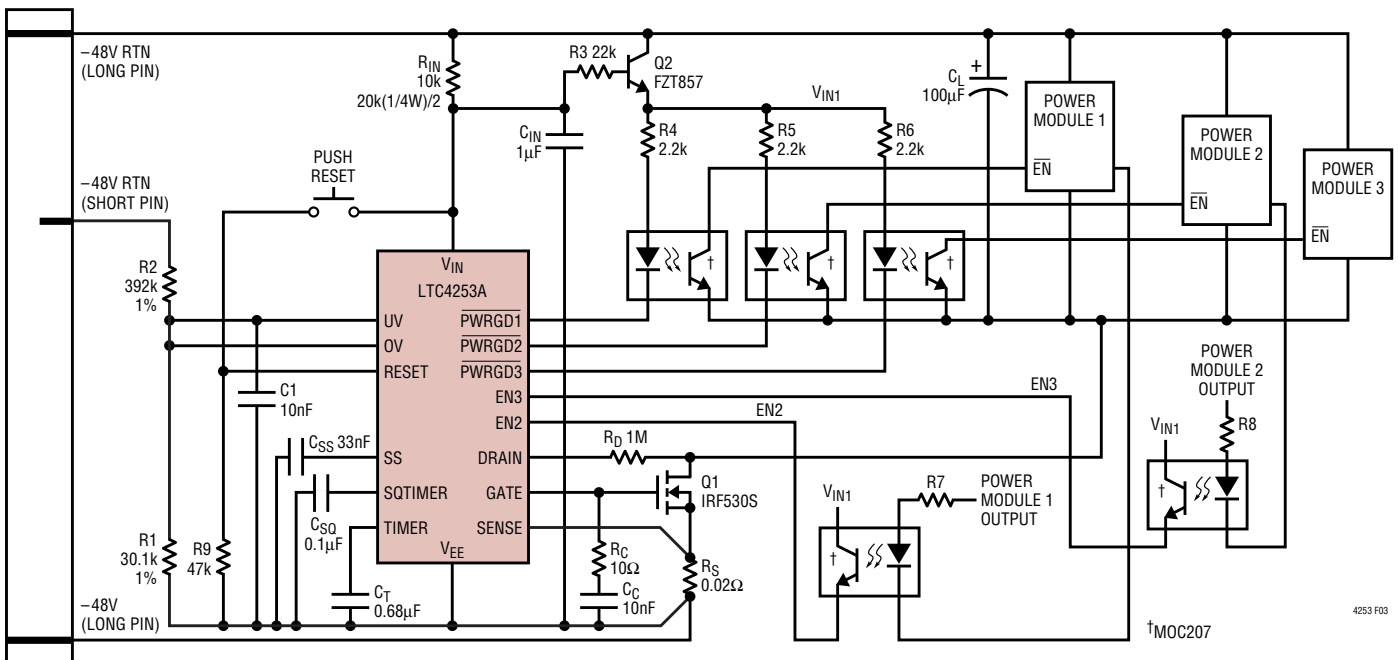 –48V RTN
(LONG PIN)
RIN
10k
20k(1/4W)/2
R3 22k
Q2
FZT857
CIN
1µF
VIN1
R4
2.2k
R5
2.2k
R6
2.2k
CL
100µF
+
POWER
MODULE 1
EN
POWER
MODULE 2
EN
POWER
MODULE 3
EN
PUSH
RESET
–48V RTN
(SHORT PIN)
R2
392k
1%
VIN
LTC4253A
UV
OV
RESET
SS
SQTIMER
TIMER
VEE
PWRGD1
PWRGD2
PWRGD3
EN3
EN2
DRAIN
GATE
SENSE
†
†
†
C1
10nF
CSS 33nF
CSQ
0.1µF
CT
0.68µF
R1
30.1k
1%
R9
47k
–48V
(LONG PIN)
EN3
EN2
RD 1M
Q1
IRF530S
RC
10Ω
CC
10nF
RS
0.02Ω
VIN1
†
R7
POWER
MODULE 1
OUTPUT
POWER
MODULE 2
OUTPUT
R8
VIN1
†
†MOC207
4253 F03